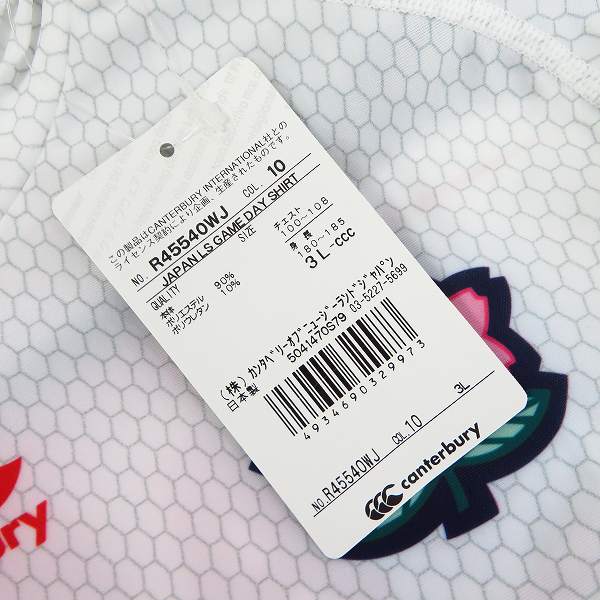 この製品はCANTERBURY INTERNATIONAL社との
ライセンス契約により企画、生産されたものです。
NO. R45540WJ COL. 10
JAPAN LS GAME DAY SHIRT
QUALITY SIZE
本体
ポリエステル 90%
ポリウレタン 10%
チェスト
100~108
身長
180~185
3L-ccc
(株)カンタベリーオブニュージーランドジャパン
日本製 5041470S79 03-5227-5699
4934690329973
3L
NO. R45540WJ COL. 10
canterbury